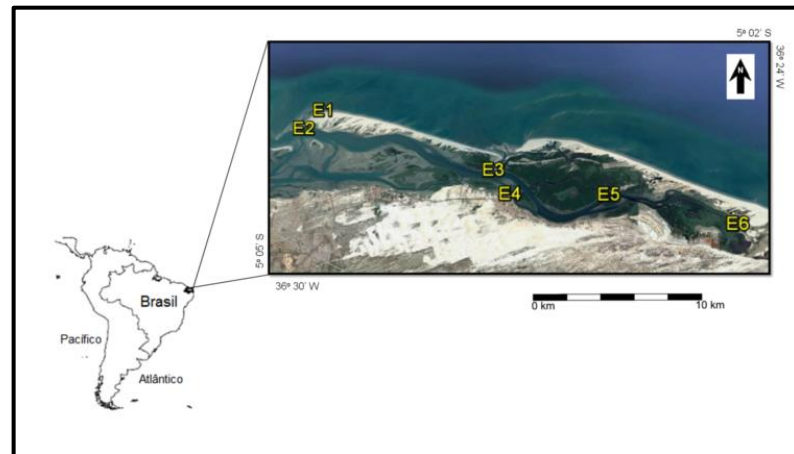 5º 02' S
36º 24' W
N
E1
E2
E3
E4
E5
E6
5º 05' S
36º 30' W
0 km
10 km
Brasil
Pacífico
Atlântico